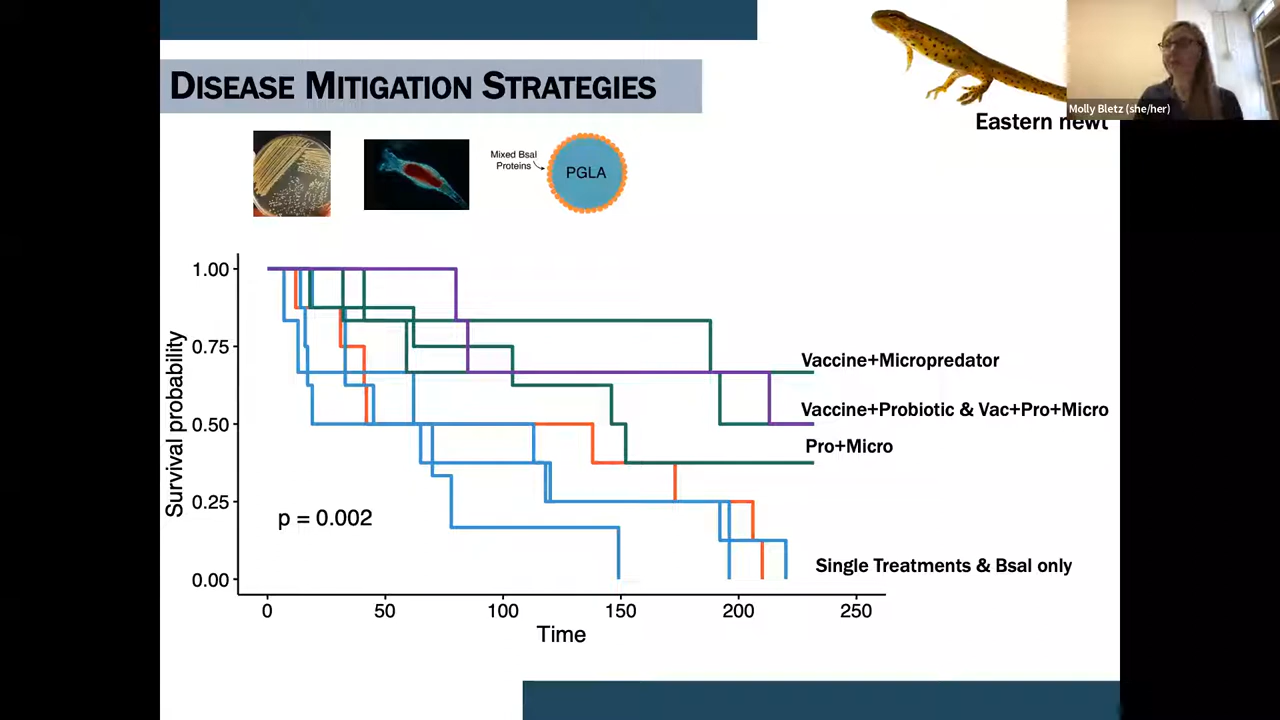 DISEASE MITIGATION STRATEGIES
Molly Bletz (she/her)
Eastern newt
Mixed Bsal
Proteins
PGLA
Survival probability
1.00
0.75
0.50
0.25
0.00
p = 0.002
Vaccine+Micropredator
Vaccine+Probiotic & Vac+Pro+Micro
Pro+Micro
Single Treatments & Bsal only
0 50 100 150 200 250
Time